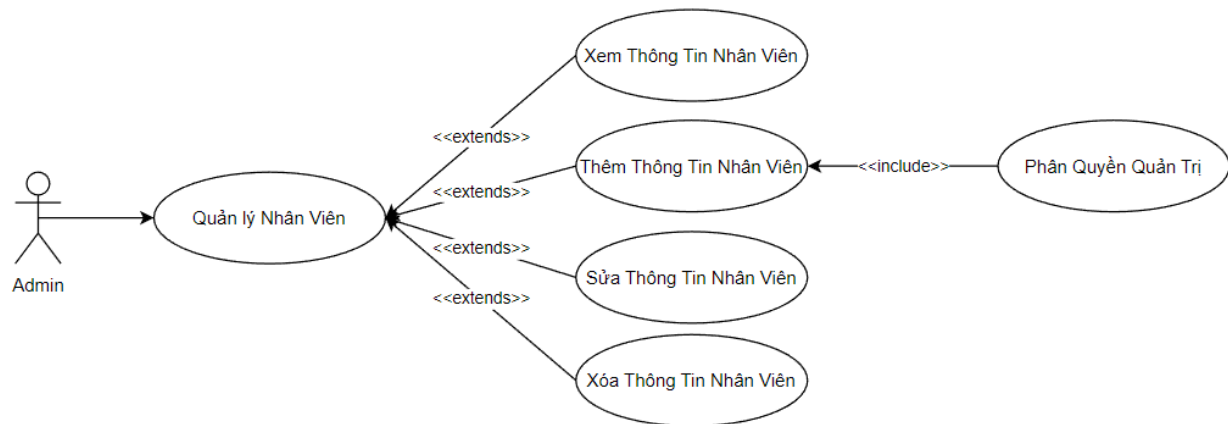 Xem Thông Tin Nhân Viên
<<extends>>
Thêm Thông Tin Nhân Viên
<<include>>
Phân Quyền Quản Trị
<<extends>>
Quản lý Nhân Viên
Admin
<<extends>>
Sửa Thông Tin Nhân Viên
<<extends>>
Xóa Thông Tin Nhân Viên